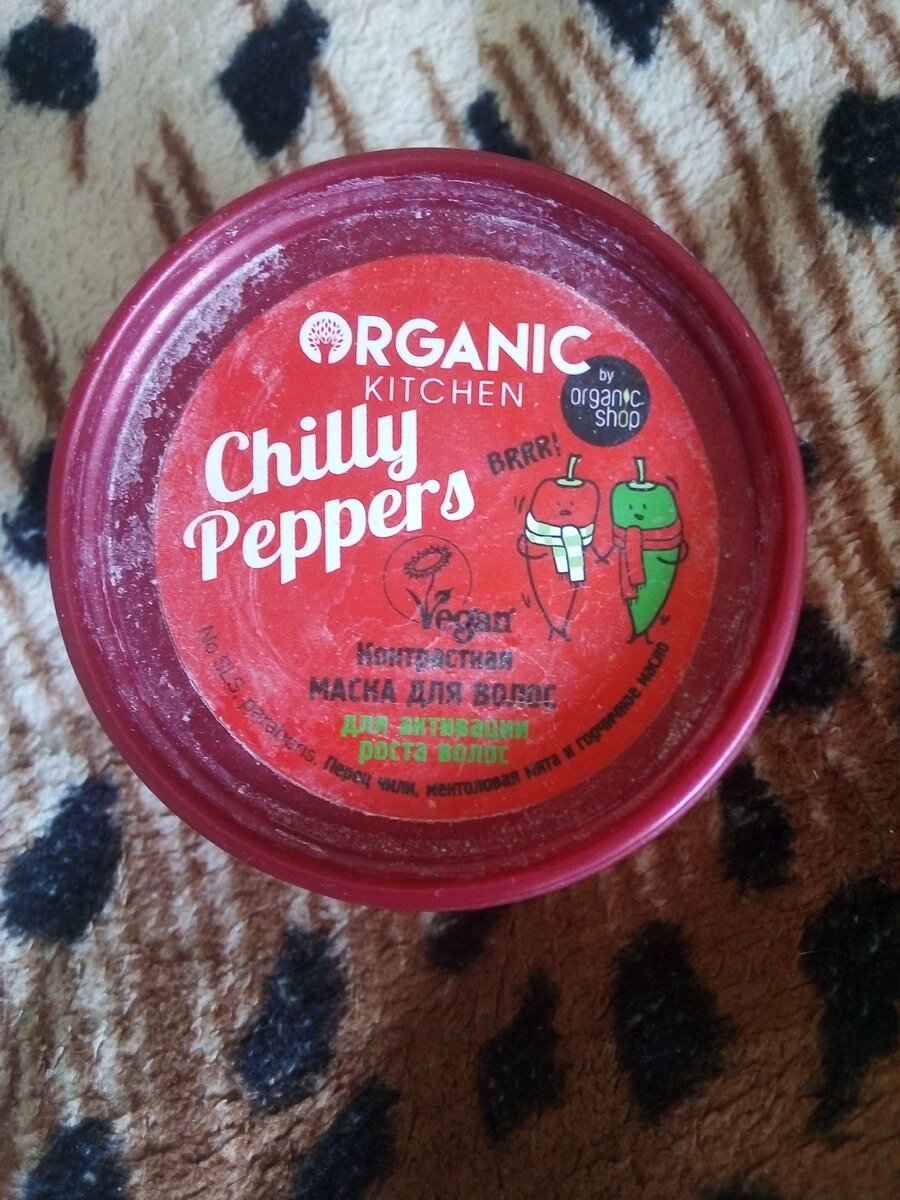 ORGANIC
KITCHEN
by
organic
shop
Chilly
Peppers
BRRR!
Vegan
Контрастная
МАСКА ДЛЯ ВОЛОС
для активации
роста волос
No SLS, parabens. Перец чили, ментоловая мята и горчичное масло